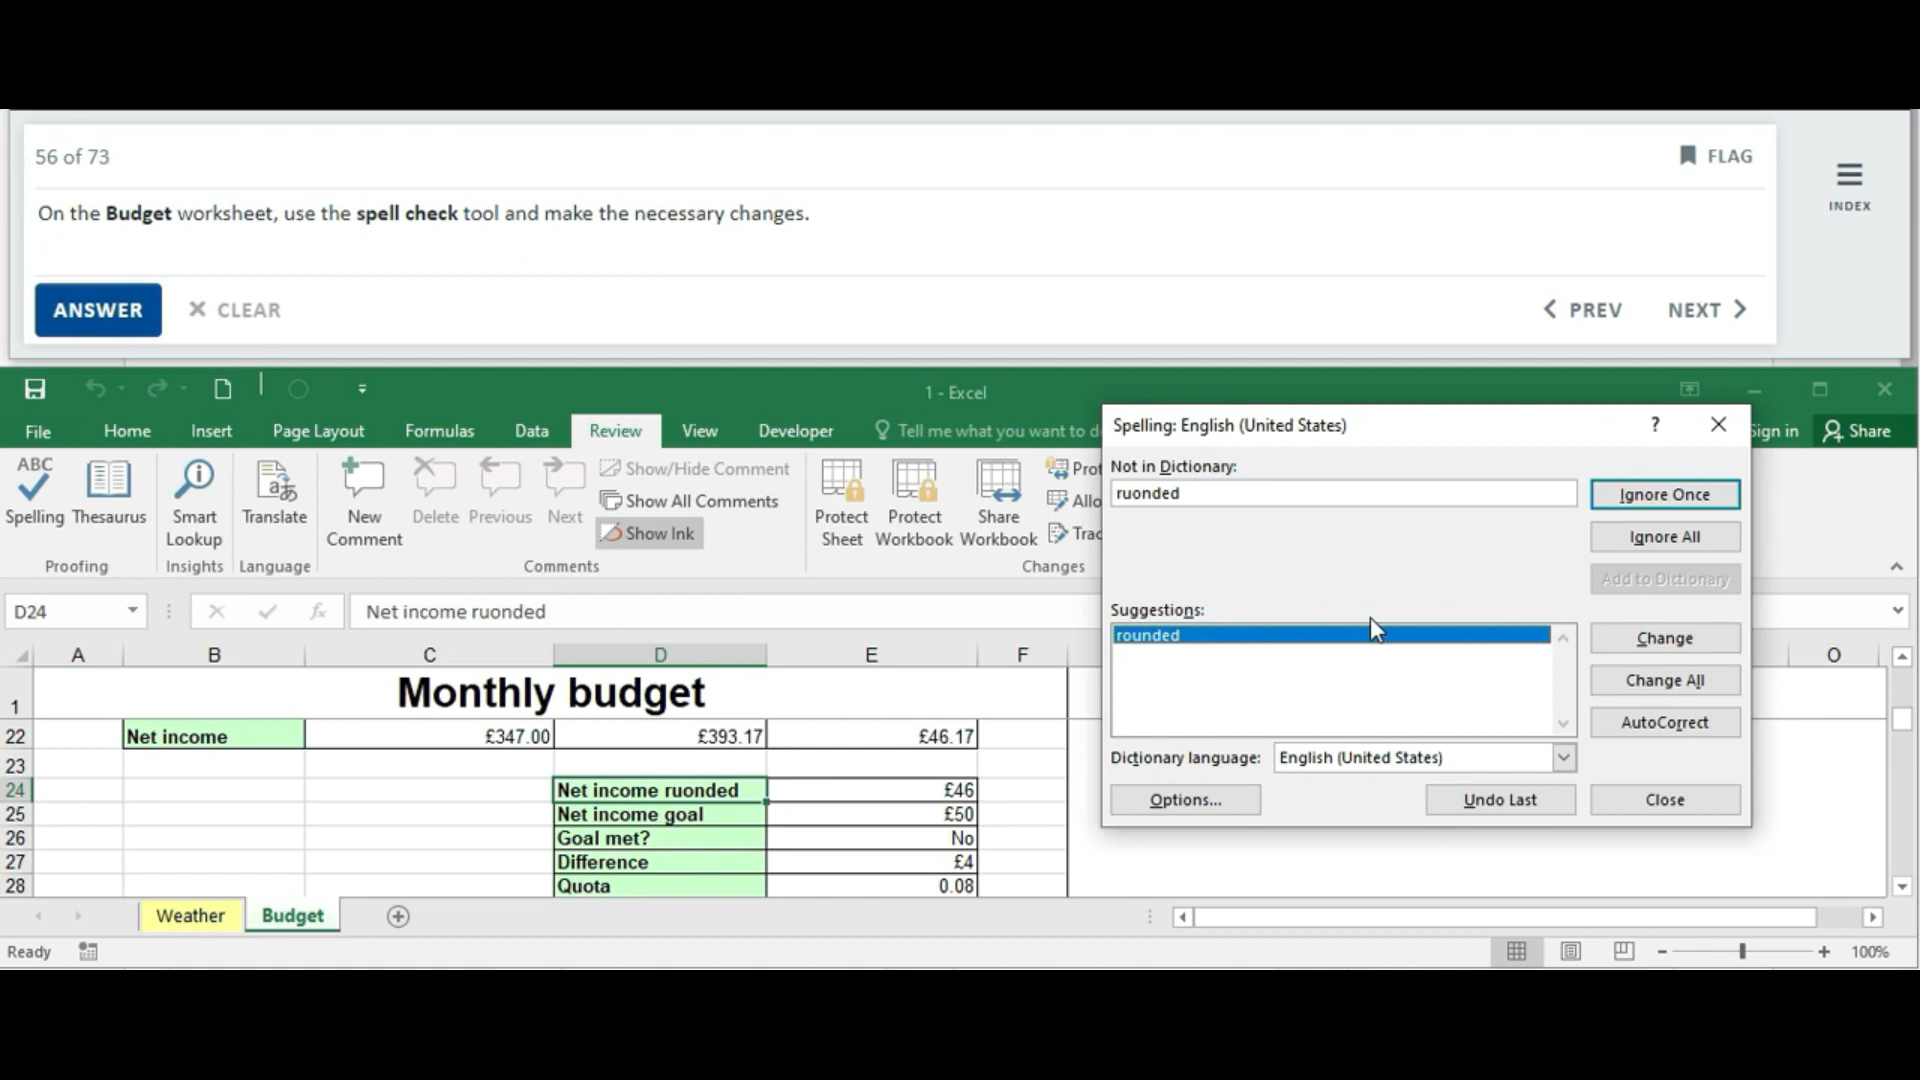 56 of 73
FLAG
INDEX
On the Budget worksheet, use the spell check tool and make the necessary changes.
ANSWER
CLEAR
PREV
NEXT
1 - Excel
File
Home
Insert
Page Layout
Formulas
Data
Review
View
Developer
Tell me what you want to d
Sign in
Share
ABC
Spelling
Thesaurus
Proofing
Smart Lookup
Insights
Translate
Language
New Comment
Delete
Previous
Next
Show/Hide Comment
Show All Comments
Show Ink
Comments
Protect Sheet
Protect Workbook
Share Workbook
Prot
Allo
Trac
Changes
Spelling: English (United States)
?
Not in Dictionary:
ruonded
Ignore Once
Ignore All
Add to Dictionary
Suggestions:
rounded
Change
Change All
AutoCorrect
Dictionary language:
English (United States)
Options...
Undo Last
Close
D24
fx
Net income ruonded
A B C D E F O
1 Monthly budget
22 Net income £347.00 £393.17 £46.17
23
24 Net income ruonded £46
25 Net income goal £50
26 Goal met? No
27 Difference £4
28 Quota 0.08
Weather
Budget
Ready
100%